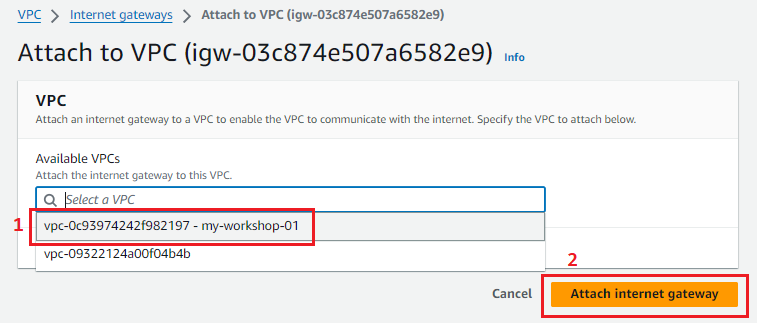 VPC > Internet gateways > Attach to VPC (igw-03c874e507a6582e9)
Attach to VPC (igw-03c874e507a6582e9) Info
VPC
Attach an internet gateway to a VPC to enable the VPC to communicate with the internet. Specify the VPC to attach below.
Available VPCs
Attach the internet gateway to this VPC.
Select a VPC
1 vpc-0c93974242f982197 - my-workshop-01
vpc-09322124a00f04b4b
2
Cancel Attach internet gateway